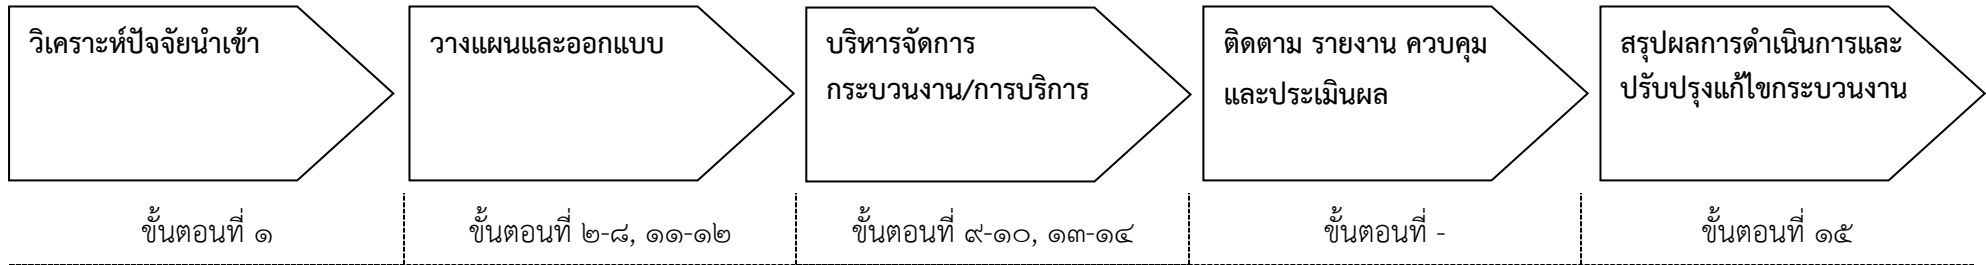 วิเคราะห์ปัจจัยนำเข้า
วางแผนและออกแบบ
บริหารจัดการ
กระบวนงาน/การบริการ
ติดตาม รายงาน ควบคุม
และประเมินผล
สรุปผลการดำเนินการและ
ปรับปรุงแก้ไขกระบวนงาน
ขั้นตอนที่ ๑
ขั้นตอนที่ ๒-๘, ๑๑-๑๒
ขั้นตอนที่ ๙-๑๐, ๑๓-๑๔
ขั้นตอนที่ -
ขั้นตอนที่ ๑๕